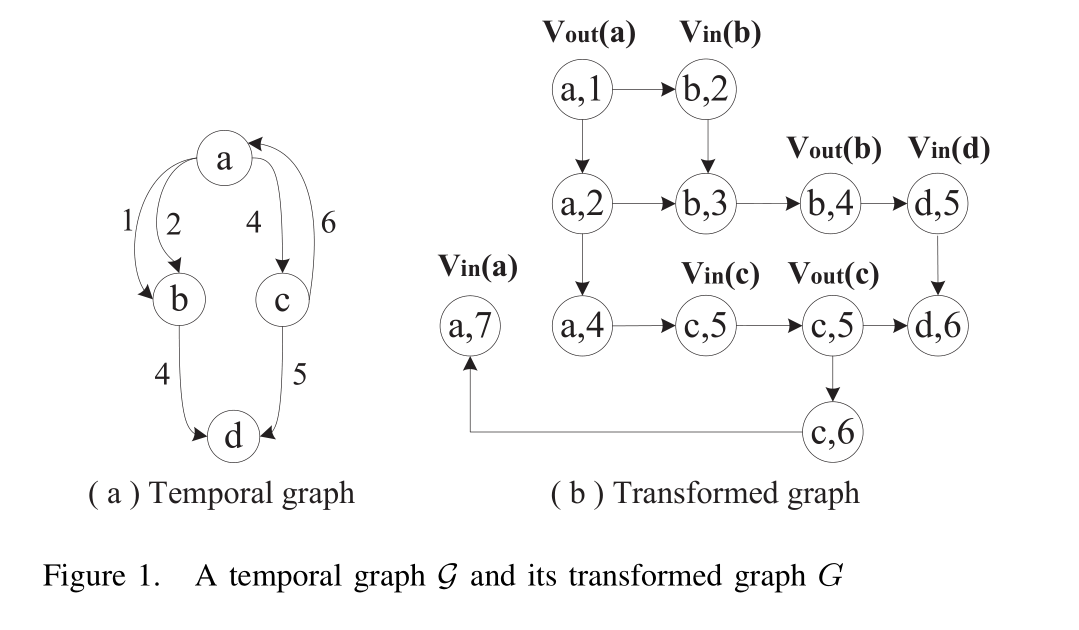 Vout(a) Vin(b)
a,1 b,2
a
Vout(b) Vin(d)
1 2 4 6
a,2 b,3 b,4 d,5
Vin(a) Vin(c) Vout(c)
b c
a,7 a,4 c,5 c,5 d,6
4 5
d c,6
( a ) Temporal graph ( b ) Transformed graph
Figure 1. A temporal graph 𝒢 and its transformed graph G